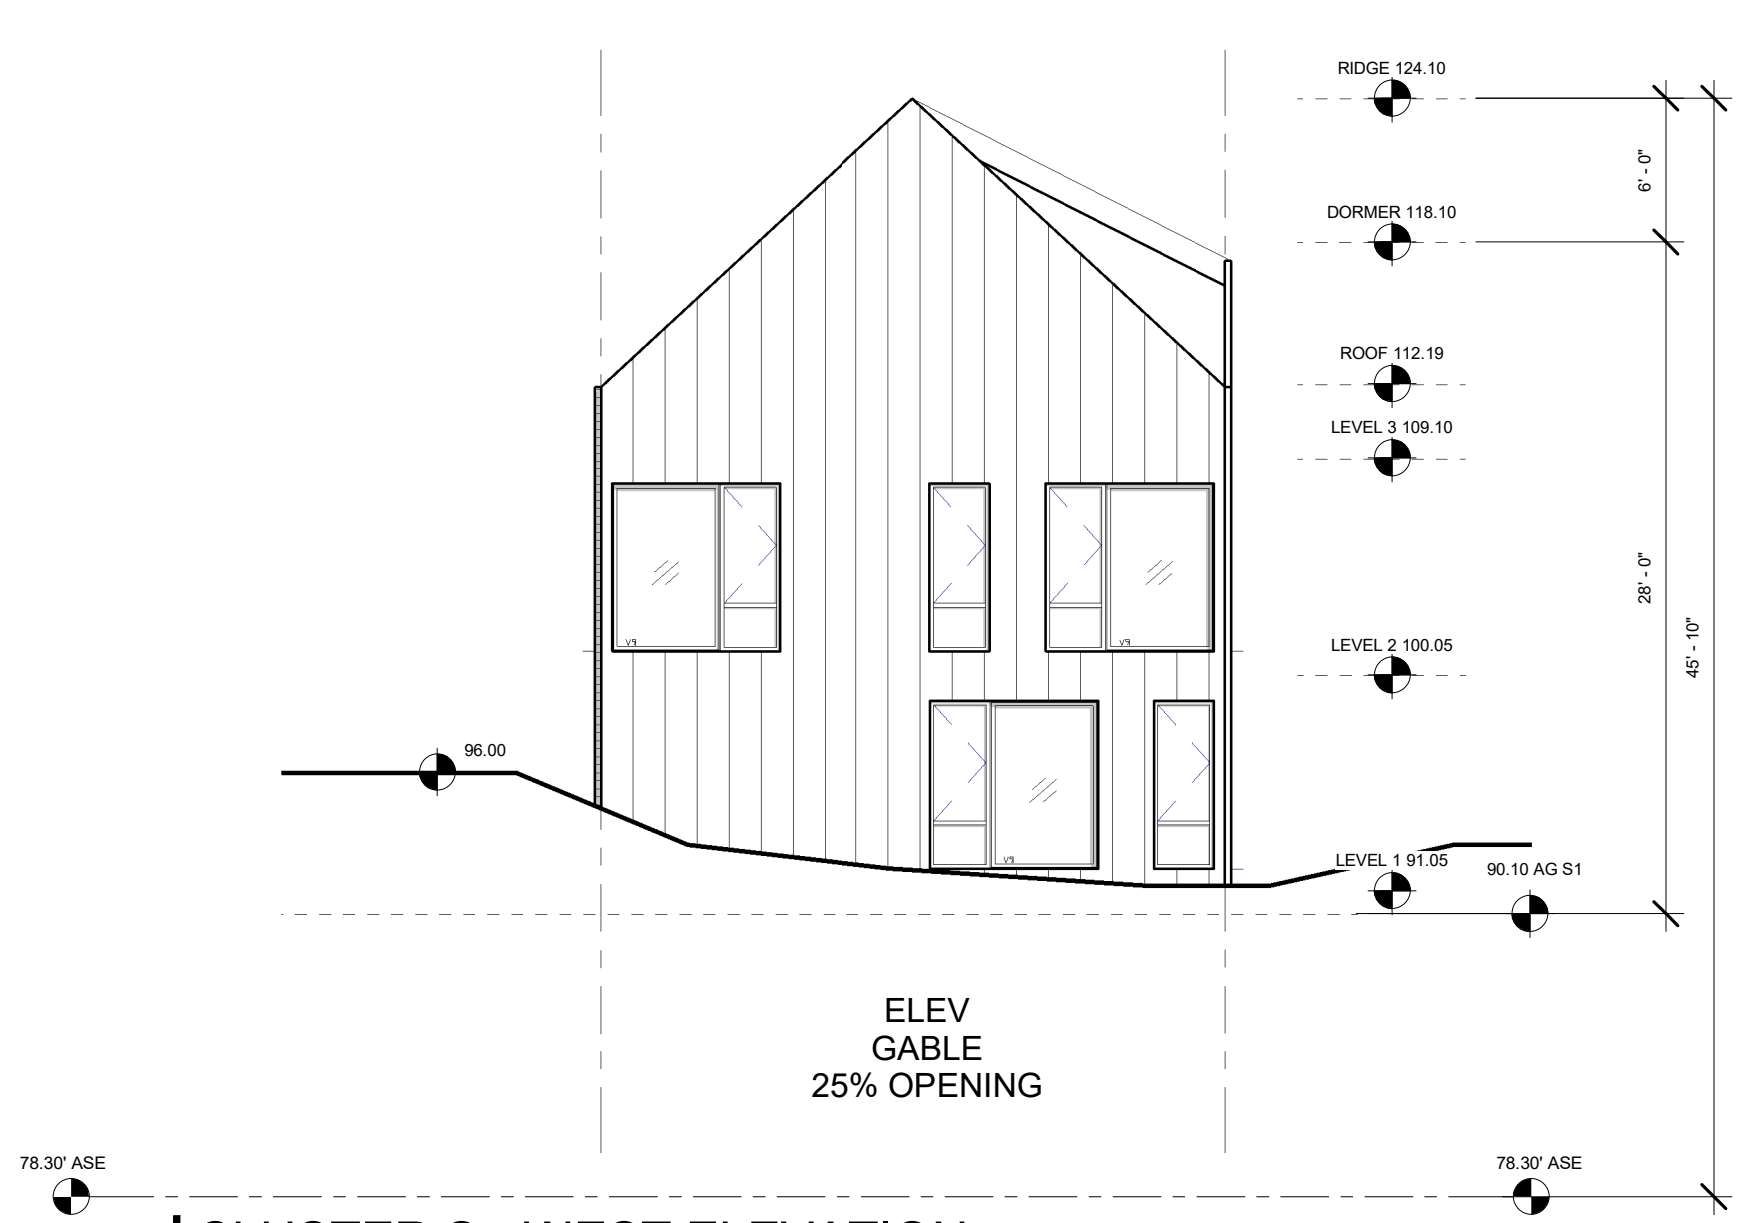 RIDGE 124.10
6' - 0"
DORMER 118.10
ROOF 112.19
LEVEL 3 109.10
28' - 0"
45' - 10"
LEVEL 2 100.05
96.00
LEVEL 1 91.05
90.10 AG S1
ELEV
GABLE
25% OPENING
78.30' ASE
78.30' ASE
WEST ELEVATION